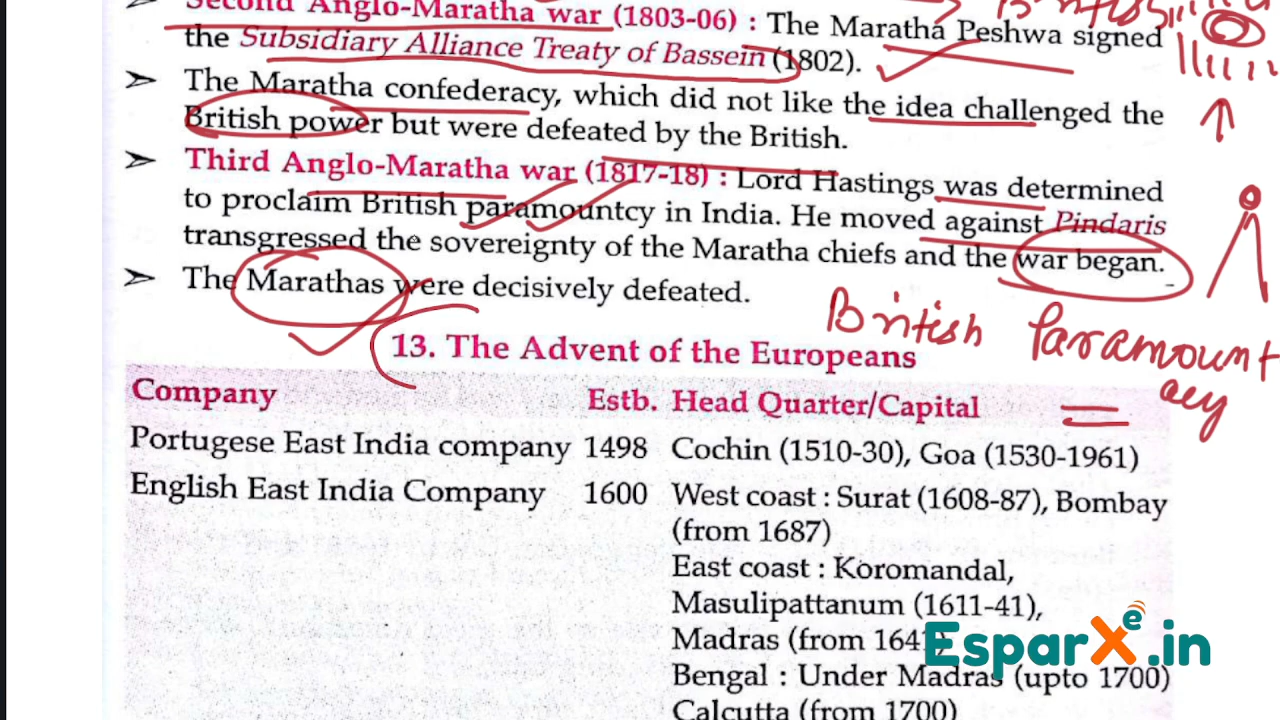 Second Anglo-Maratha war (1803-06) : The Maratha Peshwa signed
the Subsidiary Alliance Treaty of Bassein (1802).
➢ The Maratha confederacy, which did not like the idea challenged the
British power but were defeated by the British.
➢ Third Anglo-Maratha war (1817-18) : Lord Hastings was determined
to proclaim British paramountcy in India. He moved against Pindaris
transgressed the sovereignty of the Maratha chiefs and the war began.
➢ The Marathas were decisively defeated.
British Paramount
acy
13. The Advent of the Europeans
Company Estb. Head Quarter/Capital
Portugese East India company 1498 Cochin (1510-30), Goa (1530-1961)
English East India Company 1600 West coast : Surat (1608-87), Bombay
(from 1687)
East coast : Koromandal,
Masulipattanum (1611-41),
Madras (from 1641)
Bengal : Under Madras (upto 1700)
Calcutta (from 1700)
EsparXe.in